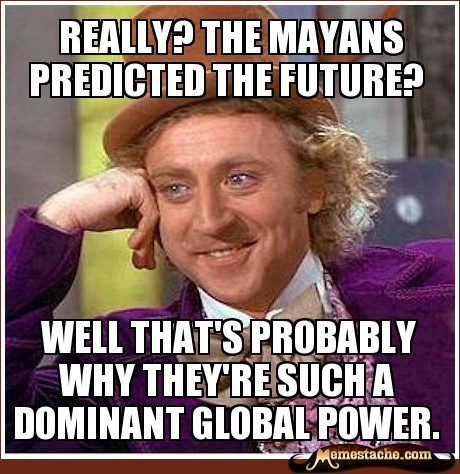 REALLY? THE MAYANS
PREDICTED THE FUTURE?
WELL THAT'S PROBABLY
WHY THEY'RE SUCH A
DOMINANT GLOBAL POWER.
Memestache.com